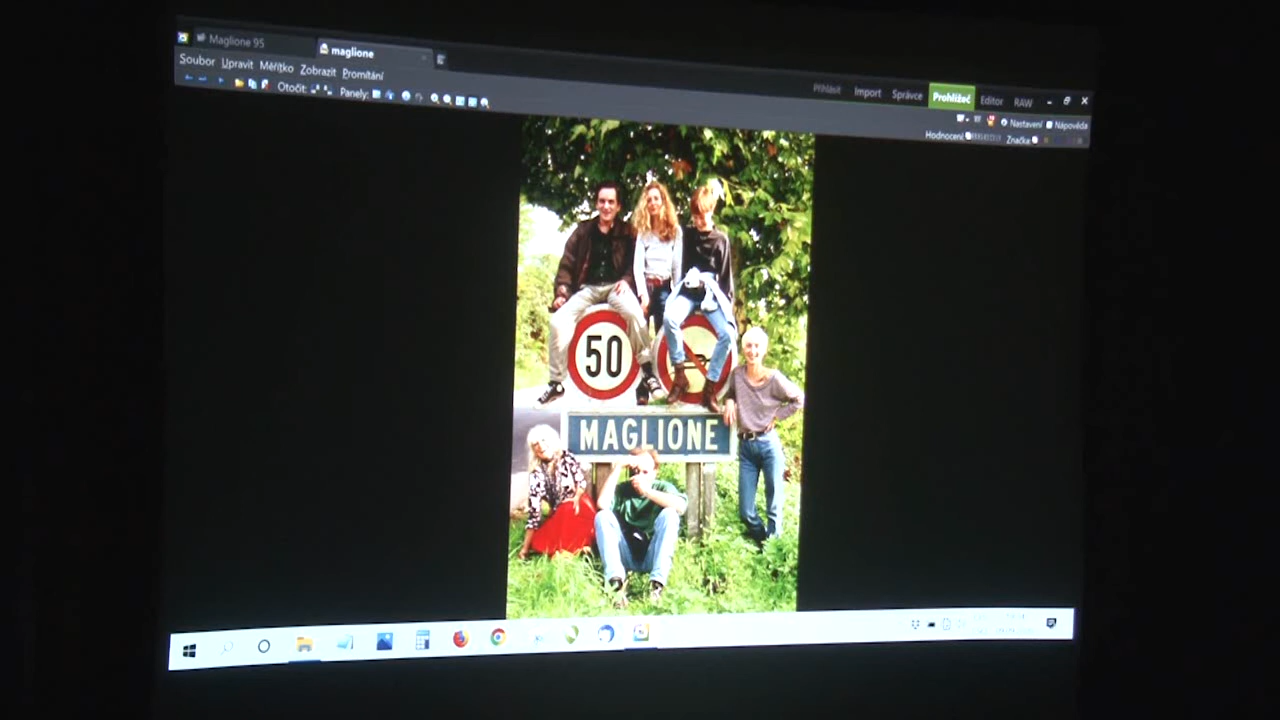 Maglione 95
maglione
Soubor Upravit Měřítko Zobrazit Promítání
Přihlásit Import Správce Prohlížeč Editor RAW
Otočit: Panely:
Nastavení Nápověda
Hodnocení: Značka:
50
MAGLIONE